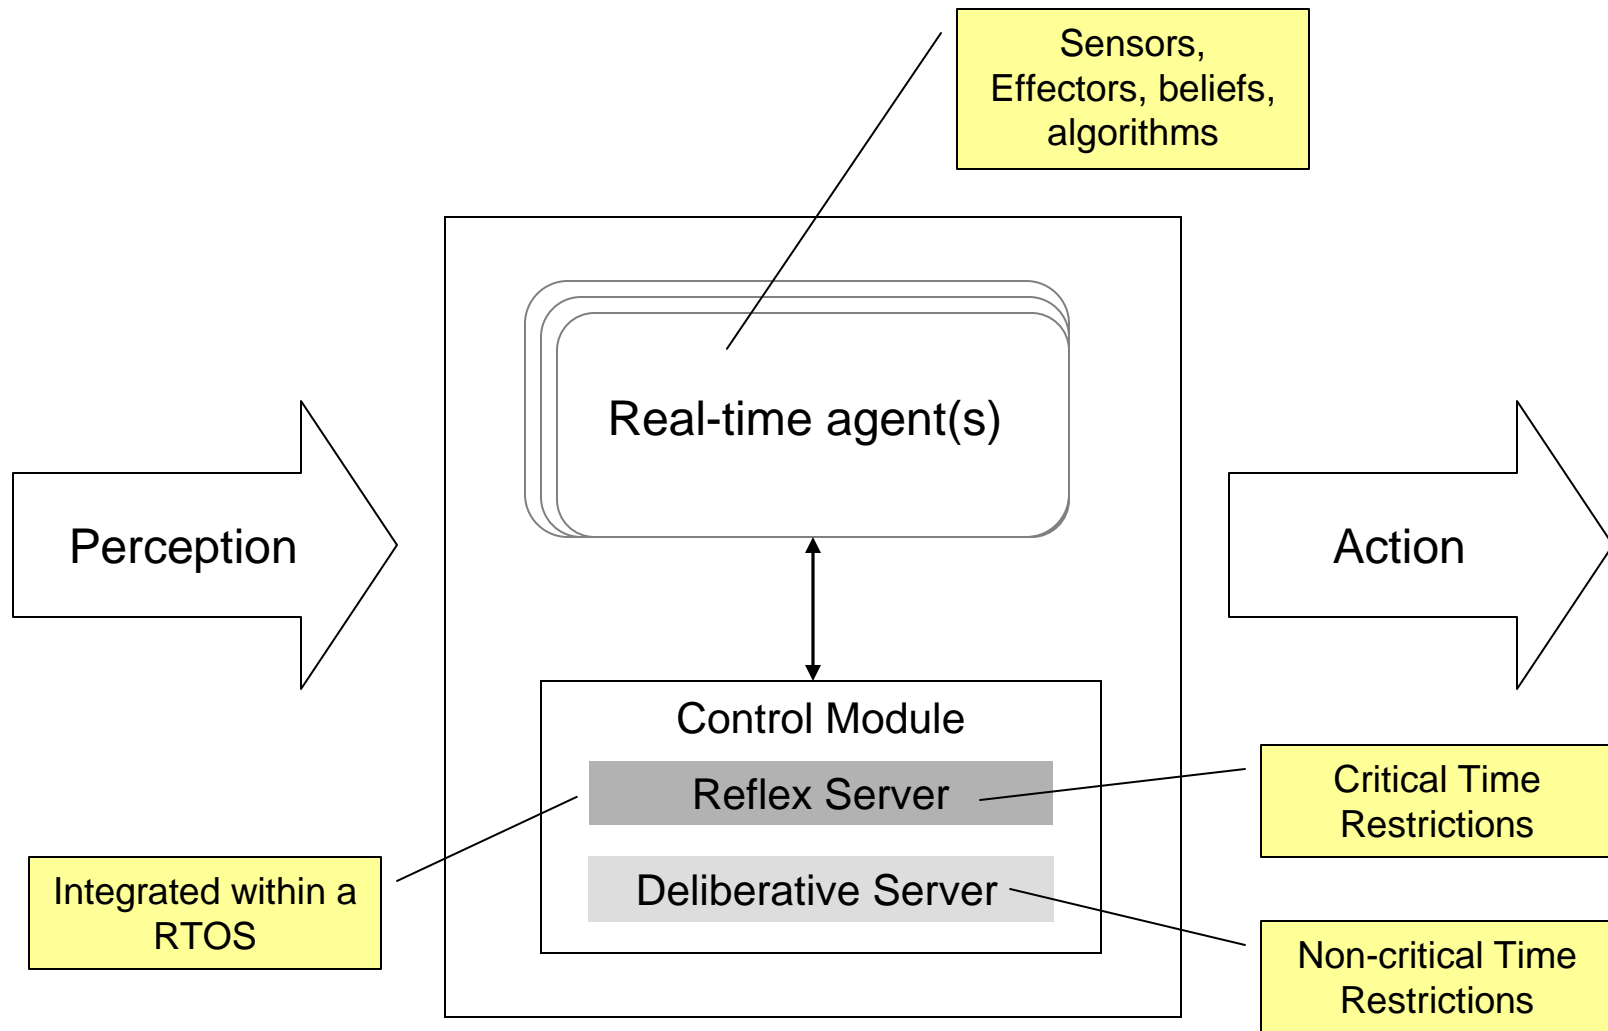 Sensors,
Effectors, beliefs,
algorithms
Real-time agent(s)
Perception
Action
Control Module
Reflex Server
Critical Time
Restrictions
Integrated within a
RTOS
Deliberative Server
Non-critical Time
Restrictions